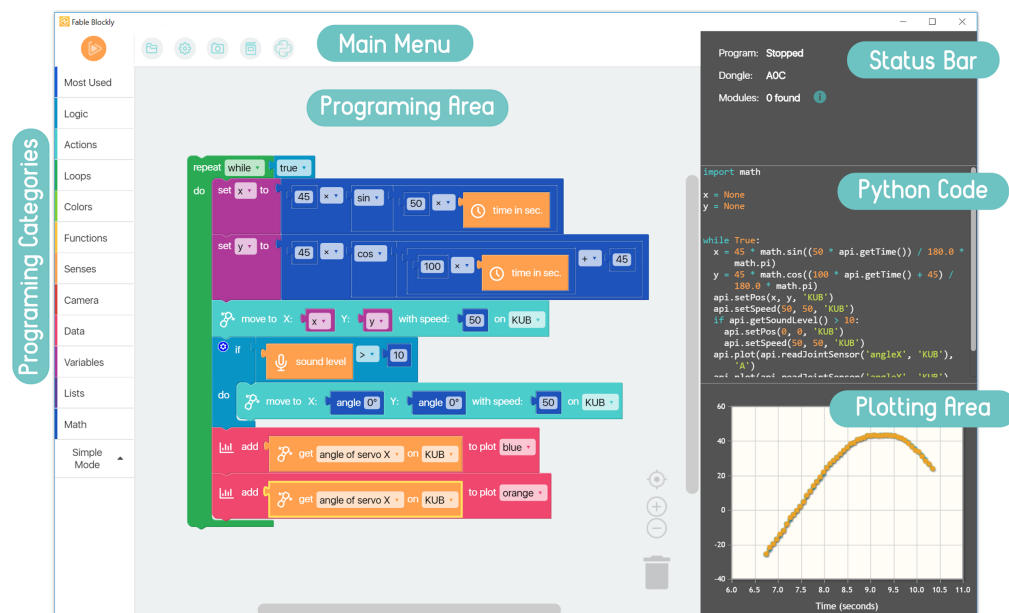 Fable Blockly
Main Menu
Programing Area
Status Bar
Program: Stopped
Dongle: A0C
Modules: 0 found
Programing Categories
Most Used
Logic
Actions
Loops
Colors
Functions
Senses
Camera
Data
Variables
Lists
Math
Simple
Mode
repeat while true
do set x to 45 × sin 50 × time in sec.
set y to 45 × cos 100 × time in sec. + 45
move to X: x Y: y with speed: 50 on KUB
if sound level > 10
do move to X: angle 0° Y: angle 0° with speed: 50 on KUB
add get angle of servo X on KUB to plot blue
add get angle of servo X on KUB to plot orange
Python Code
import math
x = None
y = None
while True:
x = 45 * math.sin((50 * api.getTime()) / 180.0 *
math.pi)
y = 45 * math.cos((100 * api.getTime() + 45) /
180.0 * math.pi)
api.setPos(x, y, 'KUB')
api.setSpeed(50, 50, 'KUB')
if api.getSoundLevel() > 10:
api.setPos(0, 0, 'KUB')
api.setSpeed(50, 50, 'KUB')
api.plot(api.readJointSensor('angleX', 'KUB'),
'A')
api.plot(api.readJointSensor('angleX', 'KUB')
Plotting Area
60
40
20
0
-20
-40
6.0 6.5 7.0 7.5 8.0 8.5 9.0 9.5 10.0 10.5 11.0
Time (seconds)